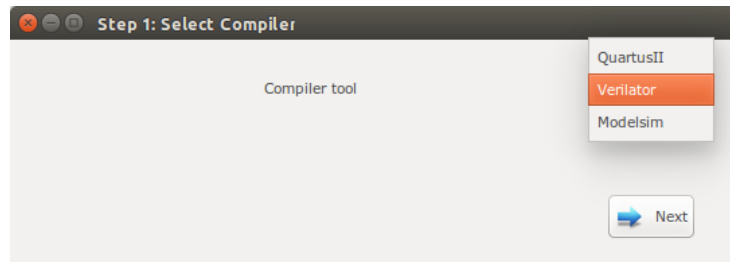 Step 1: Select Compiler
QuartusII
Compiler tool
Verilator
Modelsim
Next